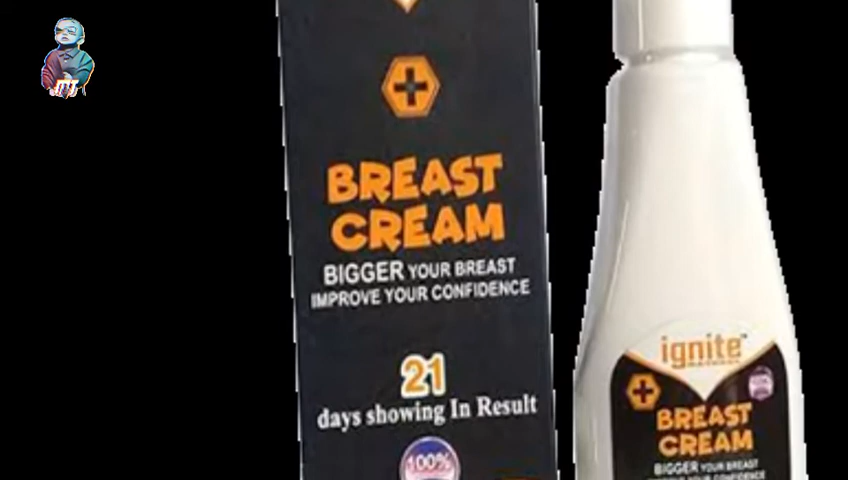 BREAST
CREAM
BIGGER YOUR BREAST
IMPROVE YOUR CONFIDENCE
21
days showing In Result
100%
ignite
BREAST
CREAM
BIGGER YOUR BREAST